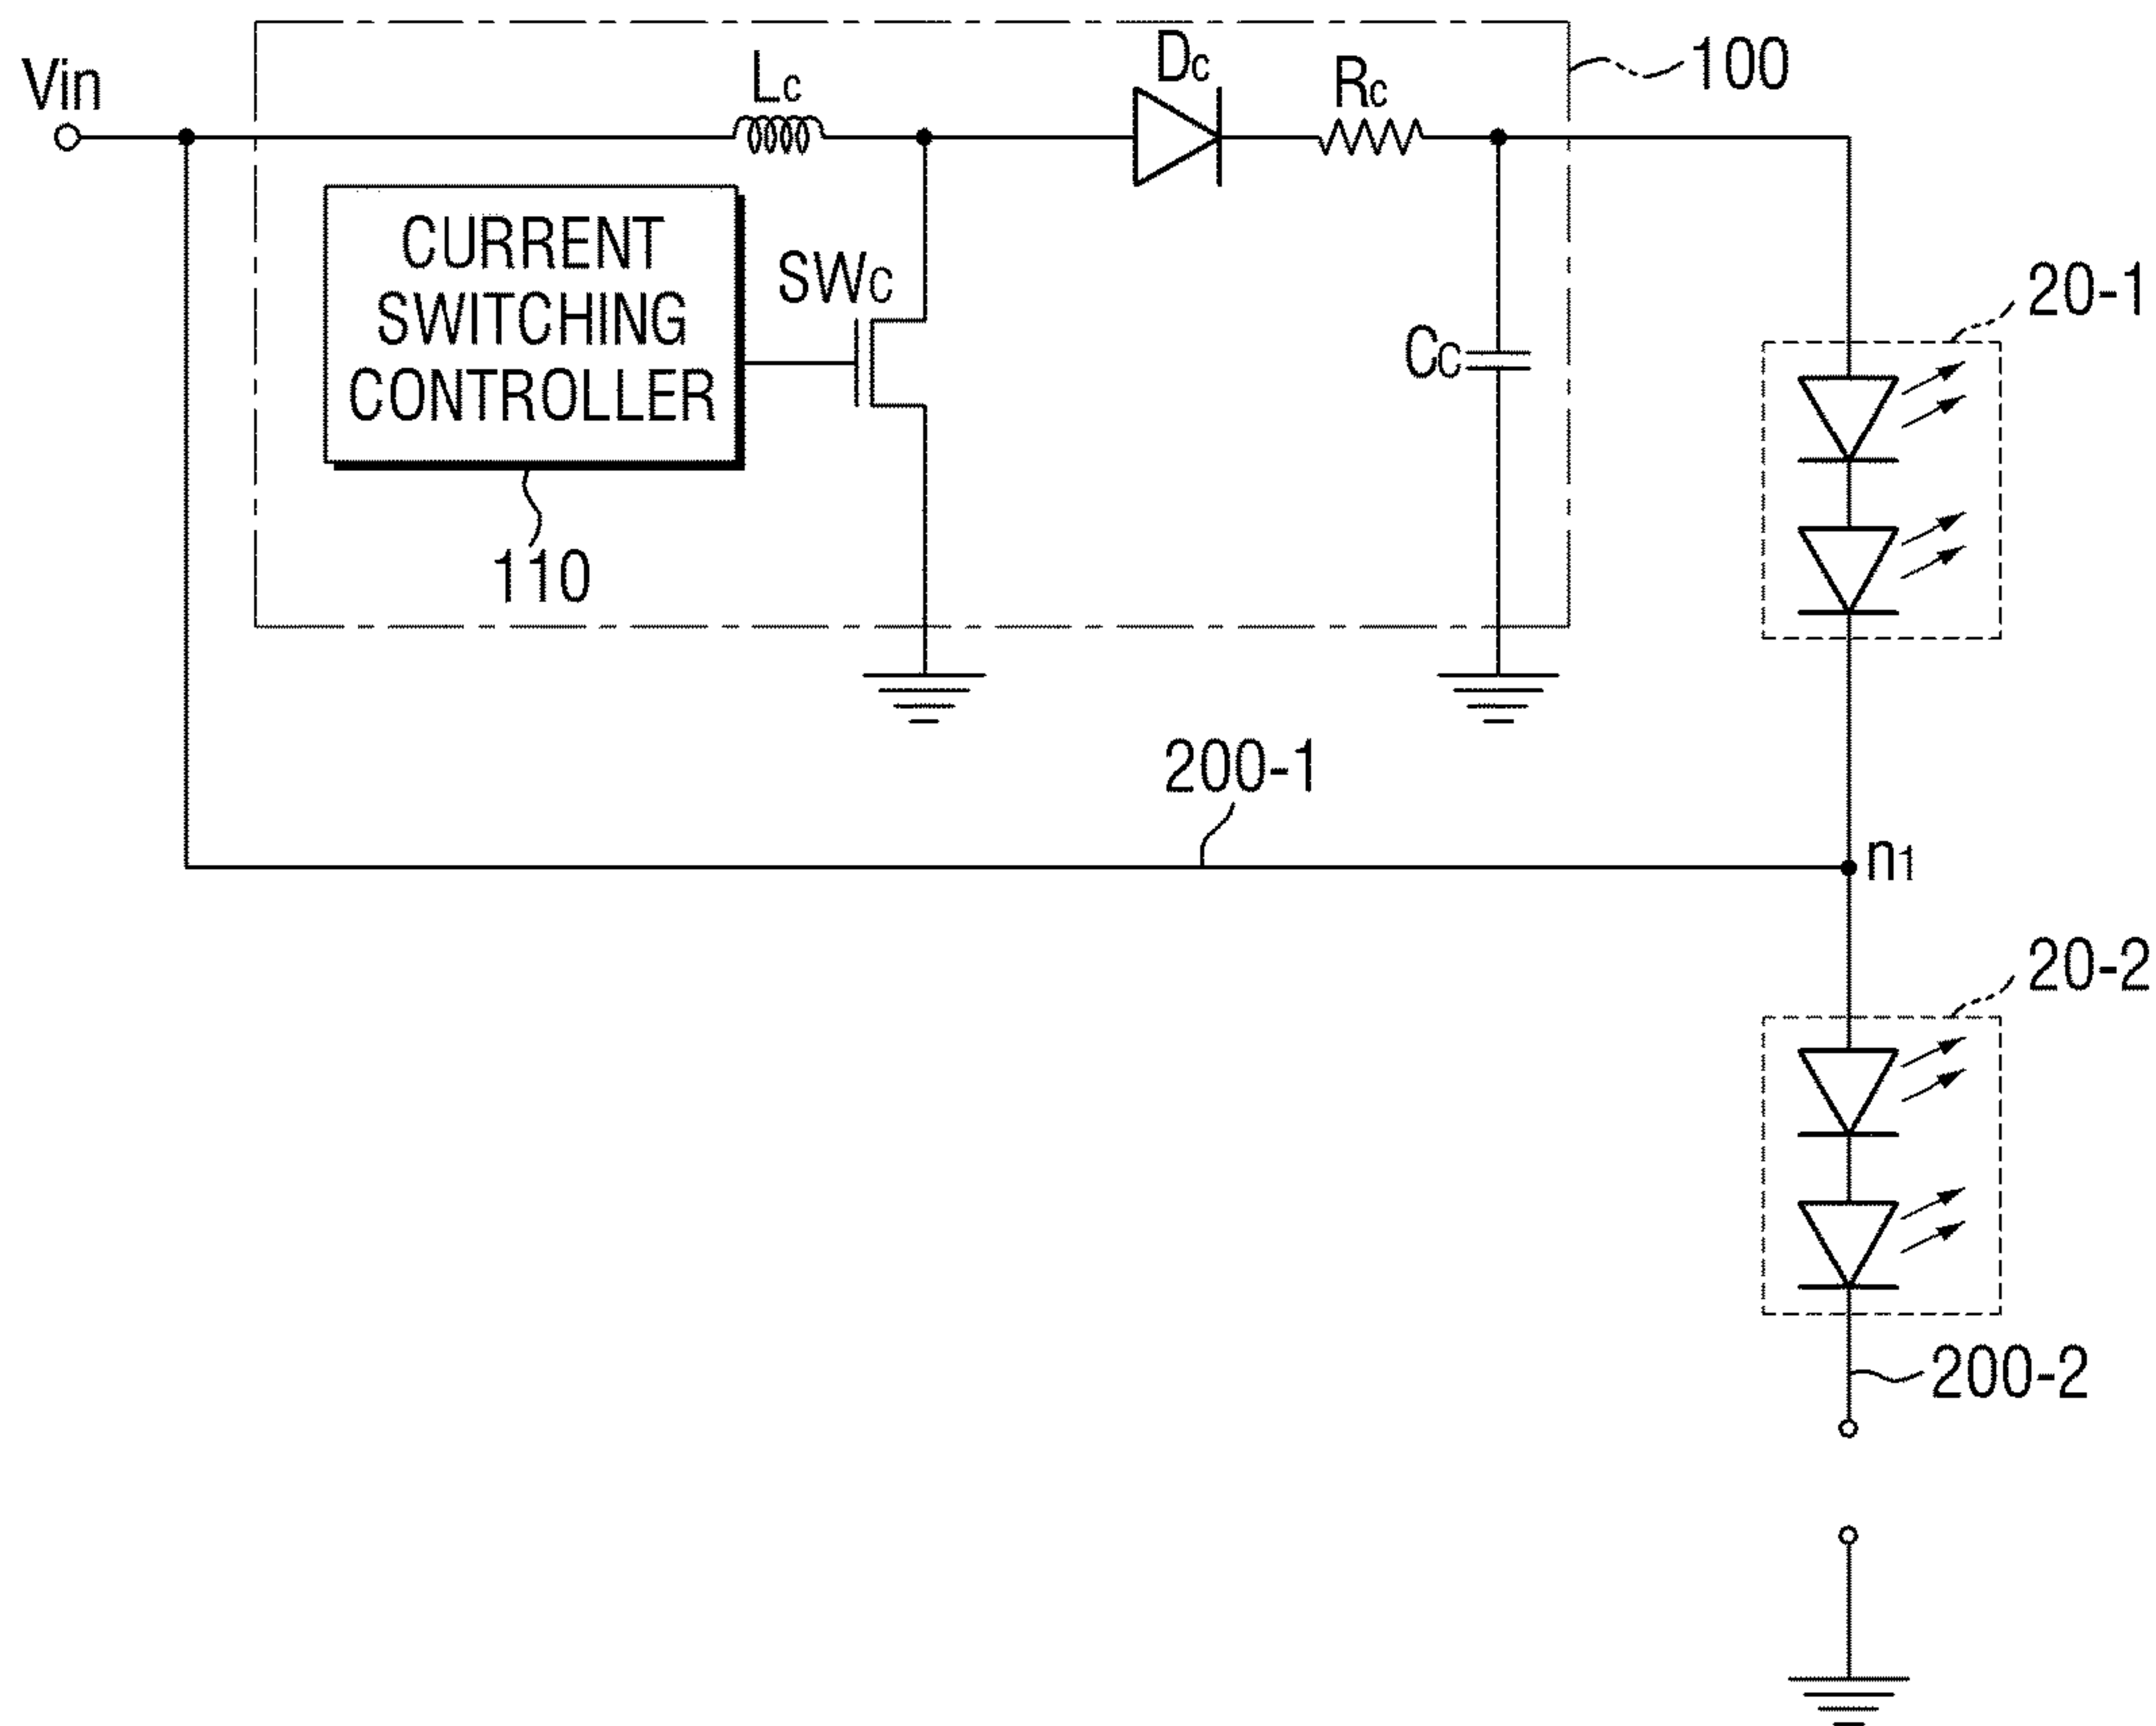 Vin
Lc
Dc
Rc
100
CURRENT
SWITCHING
CONTROLLER
SWc
Cc
20-1
110
200-1
n1
20-2
200-2